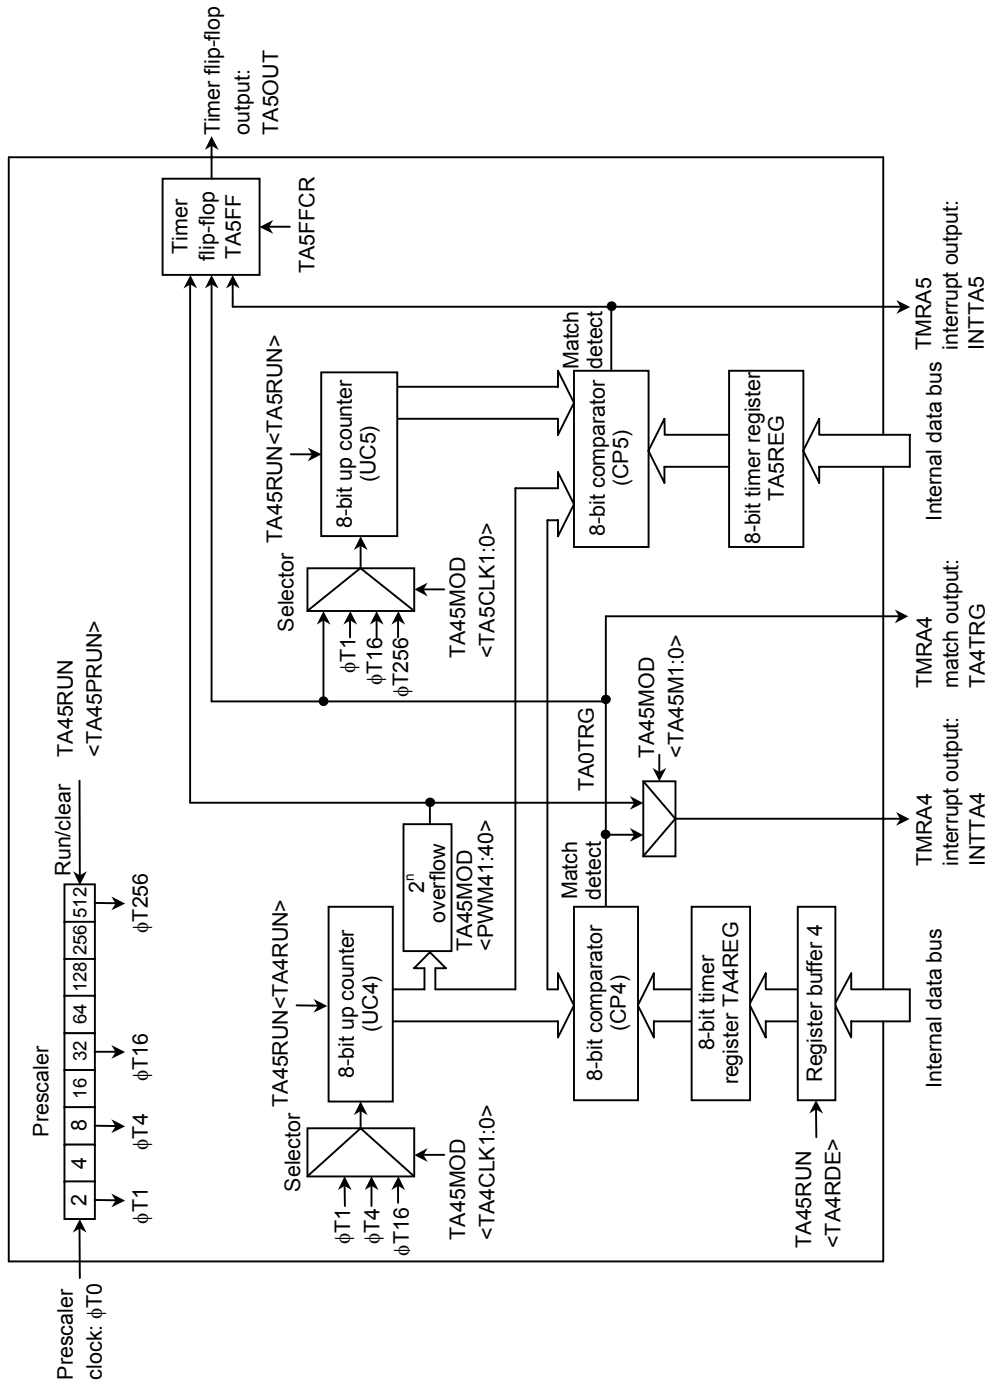 Prescaler
clock: ϕT0
Prescaler
2 4 8 16 32 64 128 256 512
Run/clear
TA45RUN
<TA45PRUN>
ϕT1
ϕT4
ϕT16
ϕT256
Selector
ϕT1
ϕT4
ϕT16
TA45MOD
<TA4CLK1:0>
TA45RUN<TA4RUN>
8-bit up counter
(UC4)
2ⁿ
overflow
TA45MOD
<PWM41:40>
Selector
ϕT1
ϕT16
ϕT256
TA45MOD
<TA5CLK1:0>
TA45RUN<TA5RUN>
8-bit up counter
(UC5)
Timer
flip-flop
TA5FF
TA5FFCR
Timer flip-flop
output:
TA5OUT
8-bit comparator
(CP4)
Match
detect
TA0TRG
8-bit comparator
(CP5)
Match
detect
8-bit timer
register TA4REG
TA45MOD
<TA45M1:0>
8-bit timer register
TA5REG
TA45RUN
<TA4RDE>
Register buffer 4
Internal data bus
TMRA4
interrupt output:
INTTA4
TMRA4
match output:
TA4TRG
Internal data bus
TMRA5
interrupt output:
INTTA5